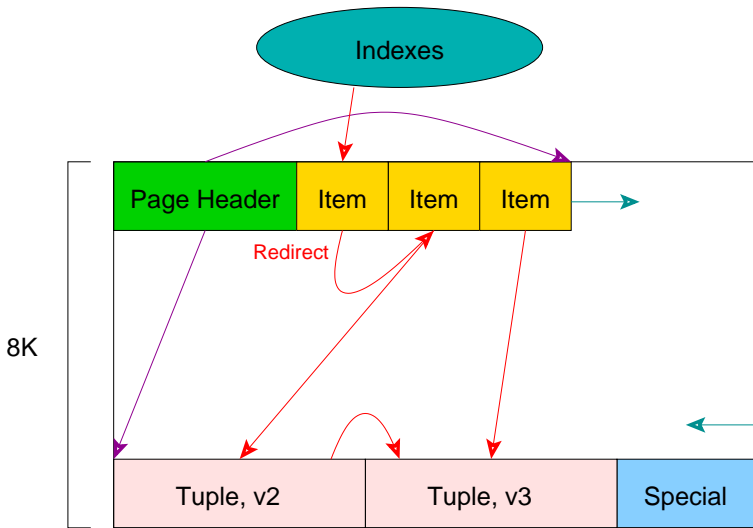 Indexes
Page Header
Item
Item
Item
Redirect
8K
Tuple, v2
Tuple, v3
Special